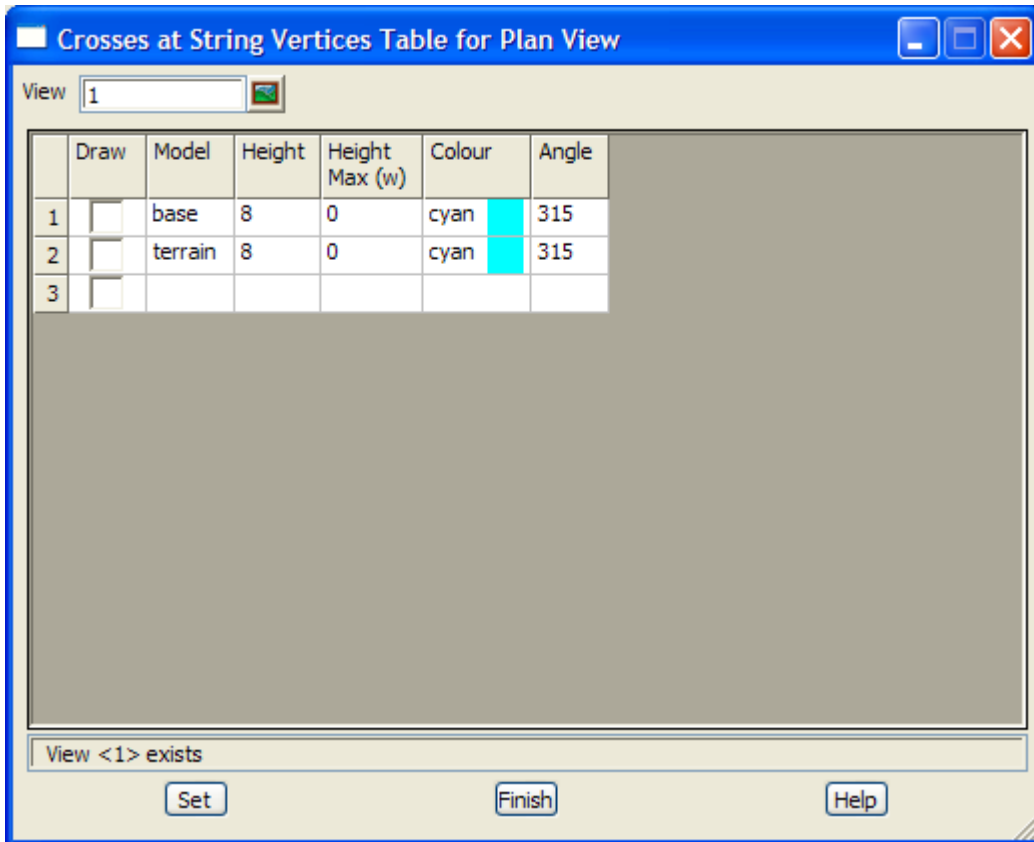 Crosses at String Vertices Table for Plan View
View 1
Draw Model Height Height Max (w) Colour Angle
1 base 8 0 cyan 315
2 terrain 8 0 cyan 315
3
View <1> exists
Set Finish Help